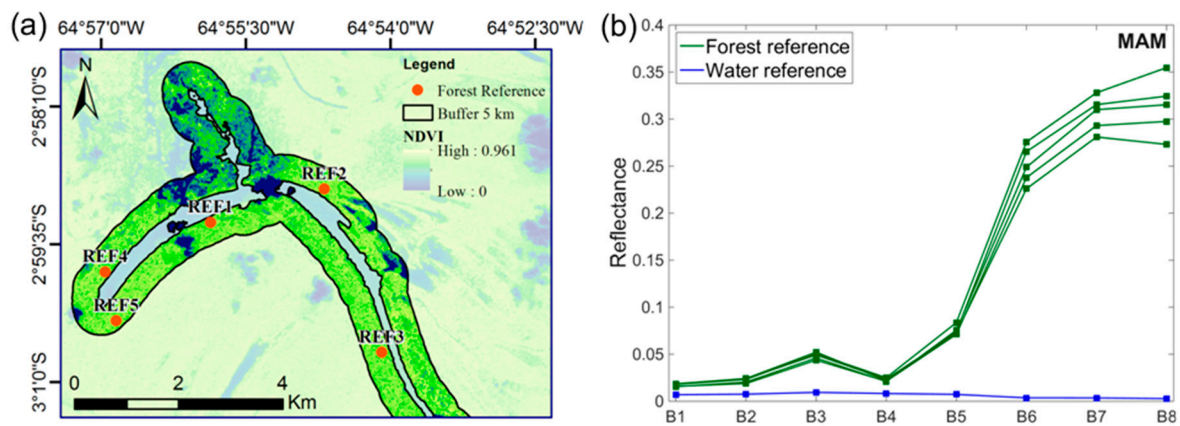 (a)
64°57'0"W 64°55'30"W 64°54'0"W 64°52'30"W
N
Legend
Forest Reference
Buffer 5 km
NDVI
High : 0.961
Low : 0
2°58'10"S
2°59'35"S
3°10"S
REF2
REF1
REF4
REF5
REF3
0 2 4
Km
(b)
MAM
Forest reference
Water reference
Reflectance
0.4
0.35
0.3
0.25
0.2
0.15
0.1
0.05
0
B1 B2 B3 B4 B5 B6 B7 B8